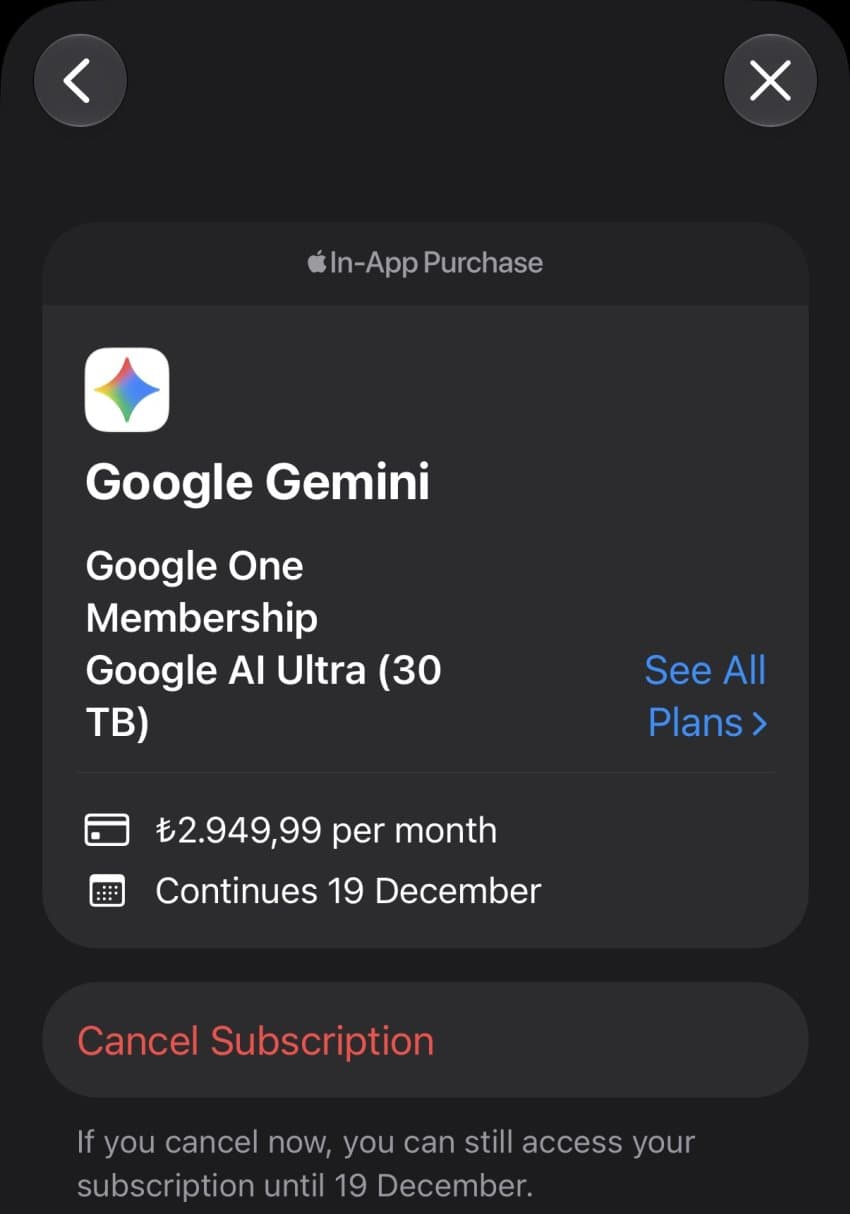 In-App Purchase
Google Gemini
Google One
Membership
Google AI Ultra (30
TB)
See All
Plans
₺2.949,99 per month
Continues 19 December
Cancel Subscription
If you cancel now, you can still access your
subscription until 19 December.